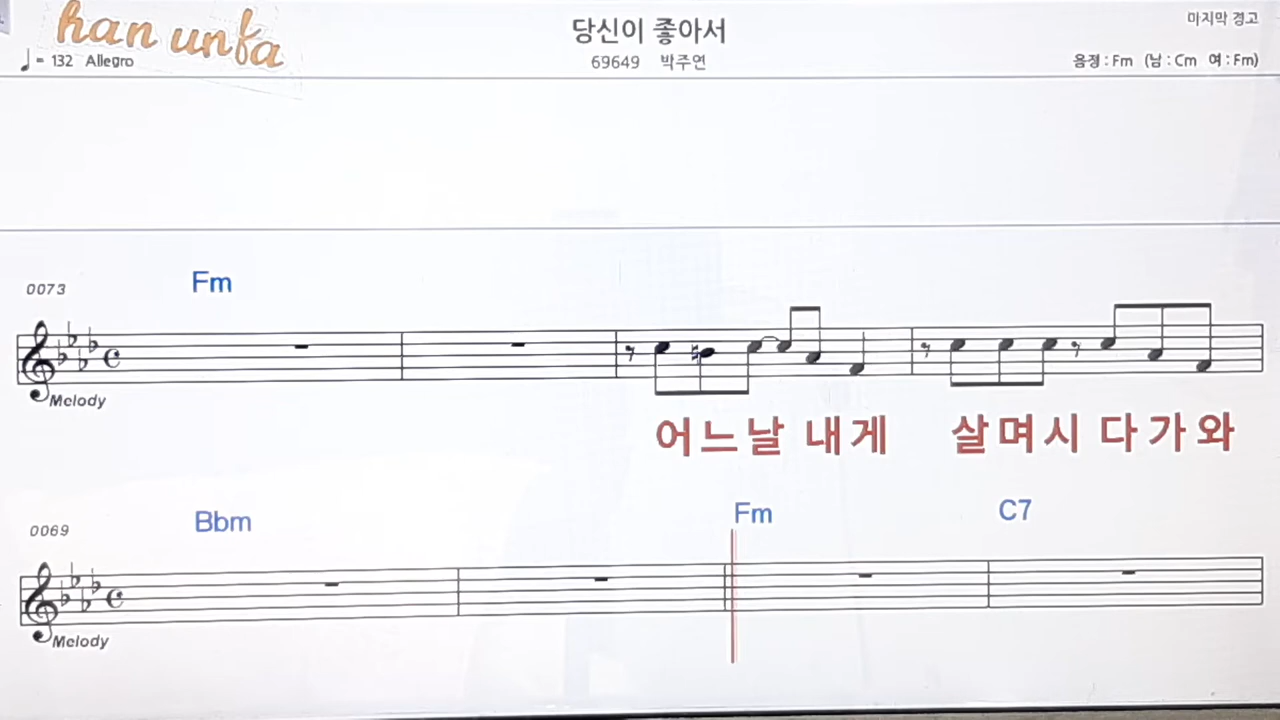 han unfa
당신이 좋아서
마지막 경고
♩ = 132 Allegro
69649 박주연
음정 : Fm (남 : Cm 여 : Fm)
0073
Fm
Melody
어느날 내게 살며시 다가와
0069
Bbm Fm C7
Melody